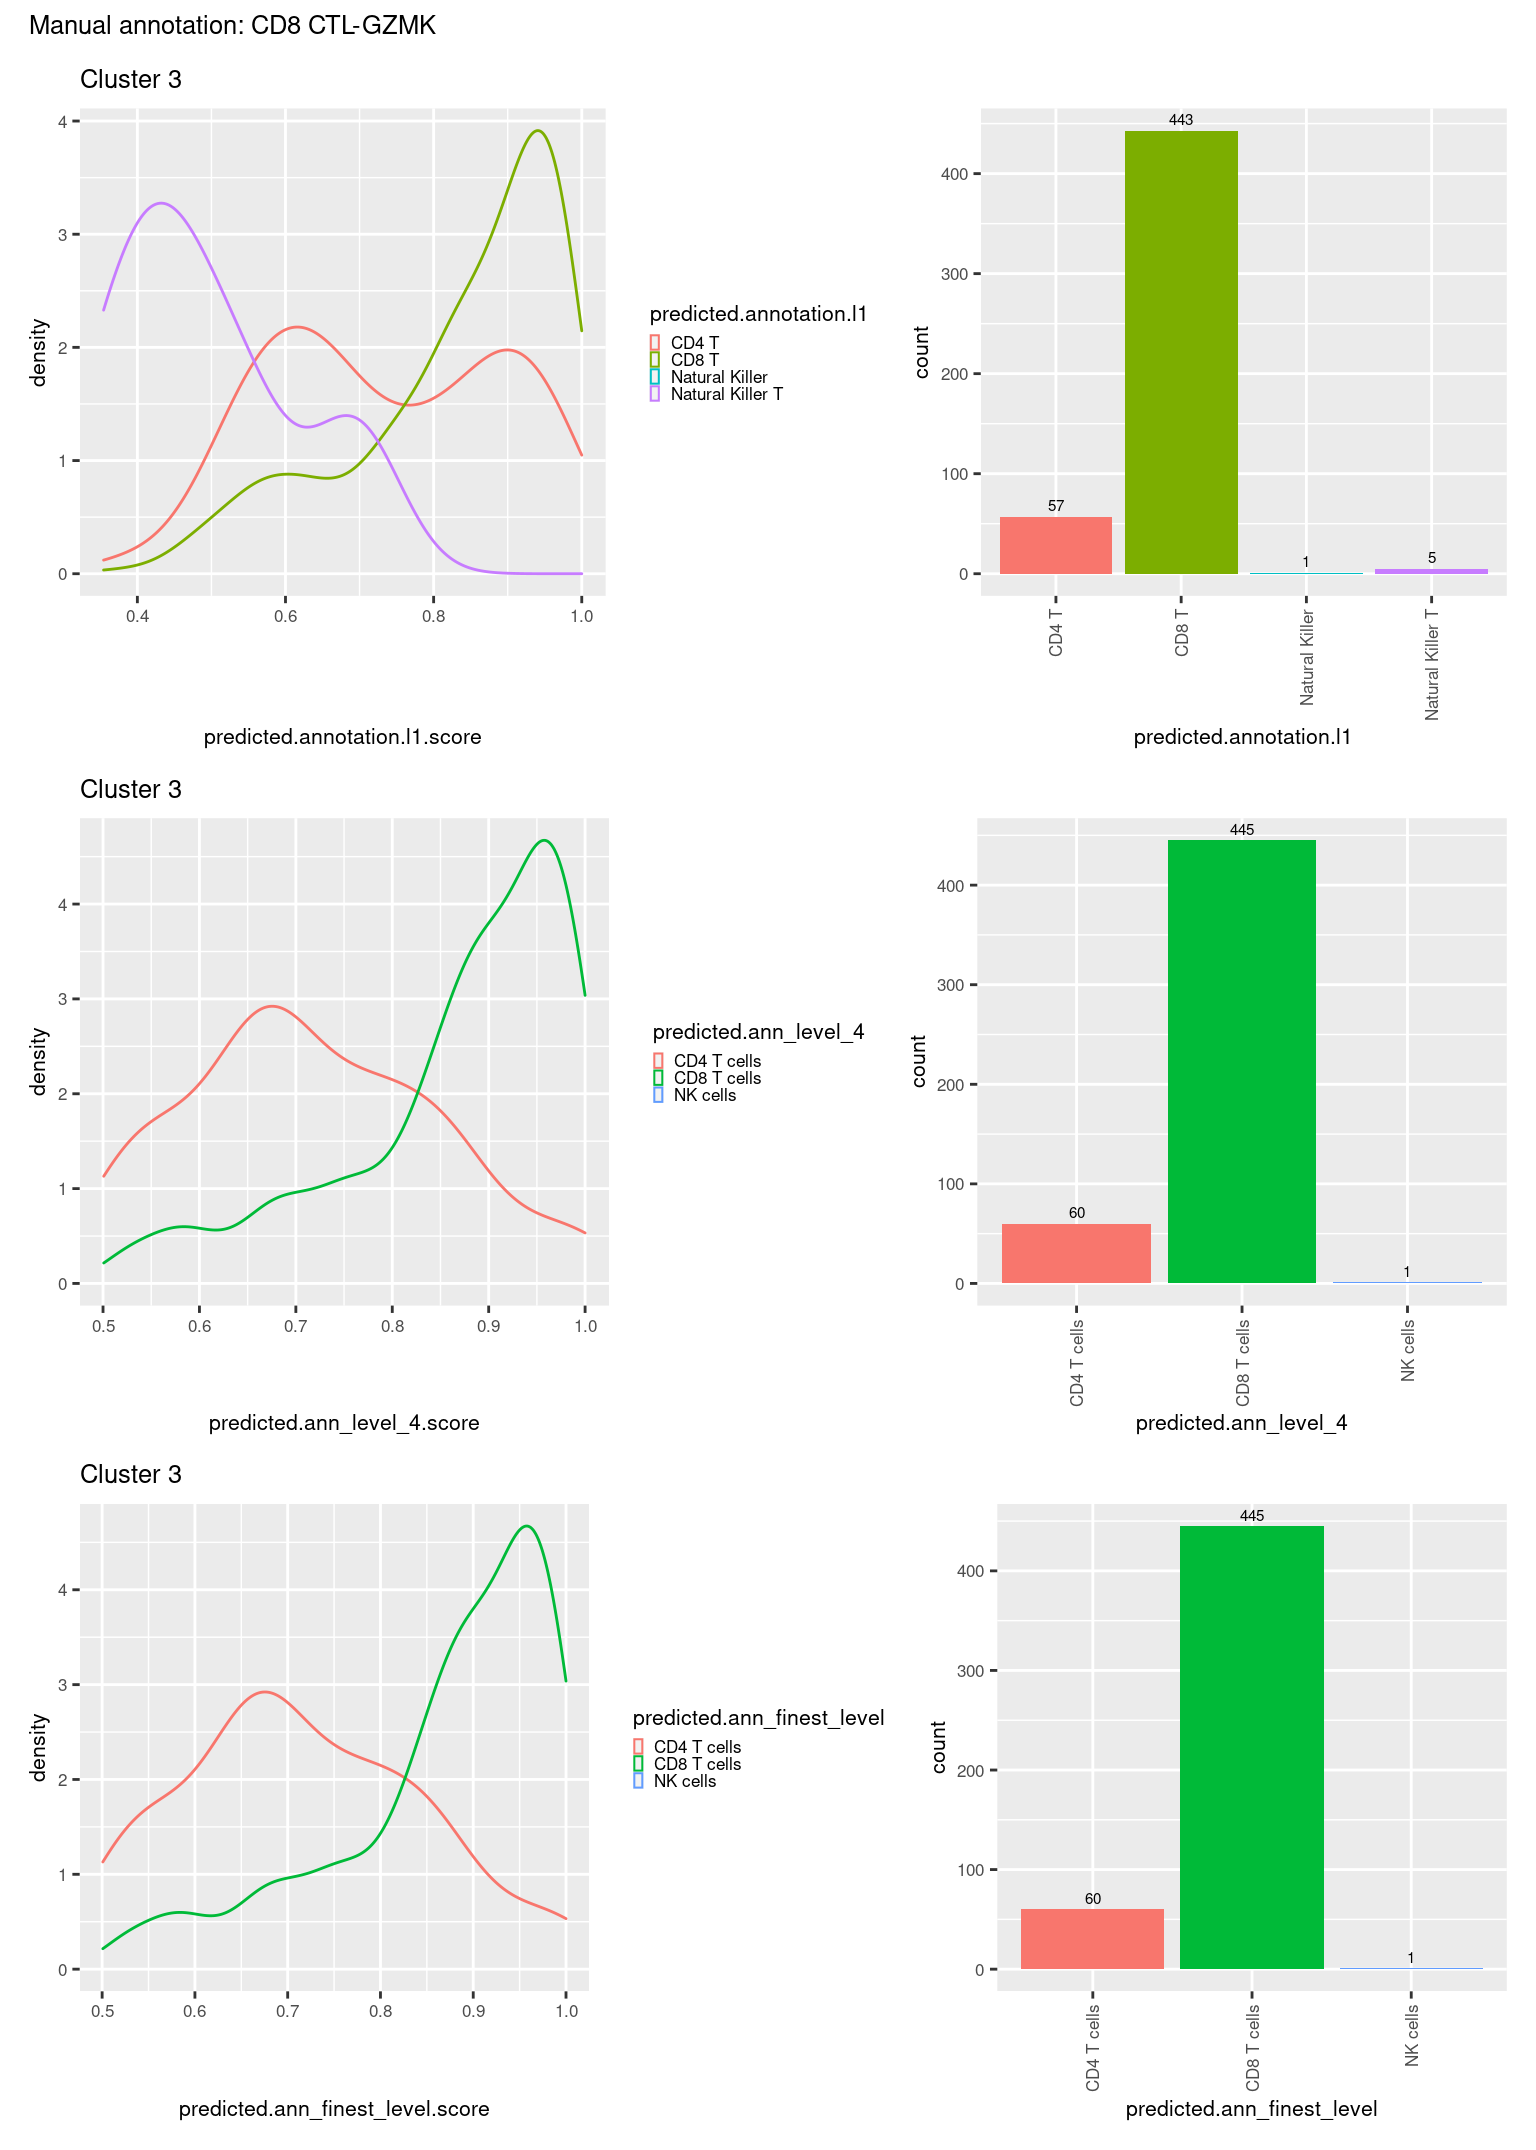 Manual annotation: CD8 CTL-GZMK
Cluster 3
4
3
2
1
0
density
0.4 0.6 0.8 1.0
predicted.annotation.l1.score
predicted.annotation.l1
CD4 T
CD8 T
Natural Killer
Natural Killer T
400
300
200
100
0
count
57
443
1
5
CD4 T
CD8 T
Natural Killer
Natural Killer T
predicted.annotation.l1
Cluster 3
4
3
2
1
0
density
0.5 0.6 0.7 0.8 0.9 1.0
predicted.ann_level_4.score
predicted.ann_level_4
CD4 T cells
CD8 T cells
NK cells
400
300
200
100
0
count
60
445
1
CD4 T cells
CD8 T cells
NK cells
predicted.ann_level_4
Cluster 3
4
3
2
1
0
density
0.5 0.6 0.7 0.8 0.9 1.0
predicted.ann_finest_level.score
predicted.ann_finest_level
CD4 T cells
CD8 T cells
NK cells
400
300
200
100
0
count
60
445
1
CD4 T cells
CD8 T cells
NK cells
predicted.ann_finest_level